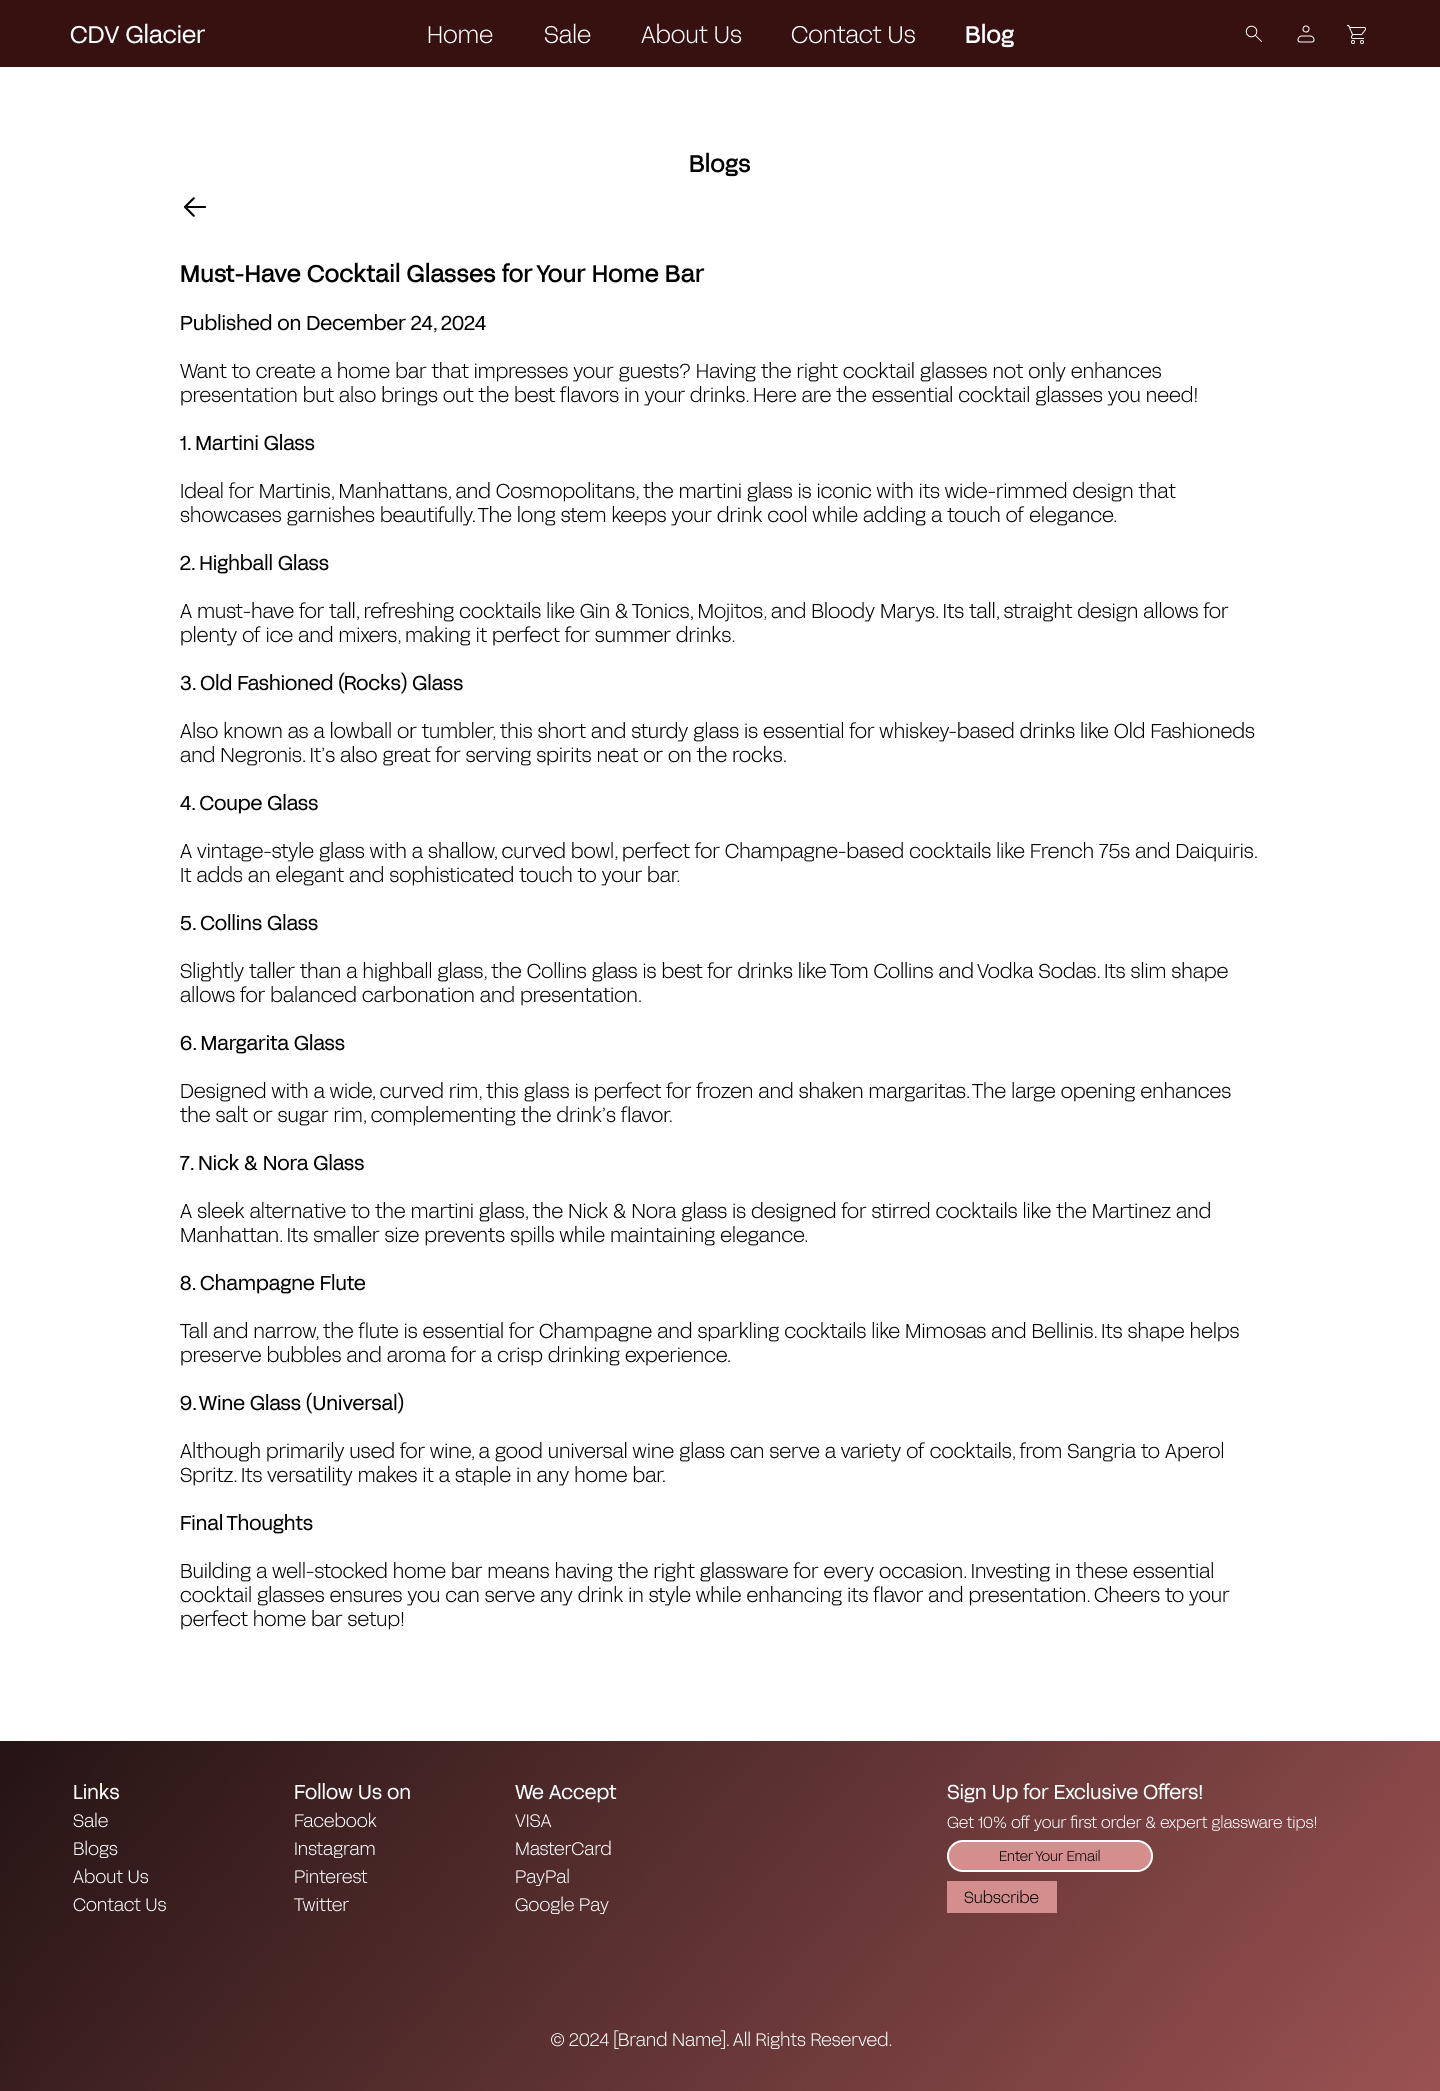 CDV Glacier
Home
Sale
About Us
Contact Us
Blog
Blogs
Must-Have Cocktail Glasses for Your Home Bar
Published on December 24, 2024
Want to create a home bar that impresses your guests? Having the right cocktail glasses not only enhances
presentation but also brings out the best flavors in your drinks. Here are the essential cocktail glasses you need!
1. Martini Glass
Ideal for Martinis, Manhattans, and Cosmopolitans, the martini glass is iconic with its wide-rimmed design that
showcases garnishes beautifully. The long stem keeps your drink cool while adding a touch of elegance.
2. Highball Glass
A must-have for tall, refreshing cocktails like Gin & Tonics, Mojitos, and Bloody Marys. Its tall, straight design allows for
plenty of ice and mixers, making it perfect for summer drinks.
3. Old Fashioned (Rocks) Glass
Also known as a lowball or tumbler, this short and sturdy glass is essential for whiskey-based drinks like Old Fashioneds
and Negronis. It's also great for serving spirits neat or on the rocks.
4. Coupe Glass
A vintage-style glass with a shallow, curved bowl, perfect for Champagne-based cocktails like French 75s and Daiquiris.
It adds an elegant and sophisticated touch to your bar.
5. Collins Glass
Slightly taller than a highball glass, the Collins glass is best for drinks like Tom Collins and Vodka Sodas. Its slim shape
allows for balanced carbonation and presentation.
6. Margarita Glass
Designed with a wide, curved rim, this glass is perfect for frozen and shaken margaritas. The large opening enhances
the salt or sugar rim, complementing the drink's flavor.
7. Nick & Nora Glass
A sleek alternative to the martini glass, the Nick & Nora glass is designed for stirred cocktails like the Martinez and
Manhattan. Its smaller size prevents spills while maintaining elegance.
8. Champagne Flute
Tall and narrow, the flute is essential for Champagne and sparkling cocktails like Mimosas and Bellinis. Its shape helps
preserve bubbles and aroma for a crisp drinking experience.
9. Wine Glass (Universal)
Although primarily used for wine, a good universal wine glass can serve a variety of cocktails, from Sangria to Aperol
Spritz. Its versatility makes it a staple in any home bar.
Final Thoughts
Building a well-stocked home bar means having the right glassware for every occasion. Investing in these essential
cocktail glasses ensures you can serve any drink in style while enhancing its flavor and presentation. Cheers to your
perfect home bar setup!
Links
Sale
Blogs
About Us
Contact Us
Follow Us on
Facebook
Instagram
Pinterest
Twitter
We Accept
VISA
MasterCard
PayPal
Google Pay
Sign Up for Exclusive Offers!
Get 10% off your first order & expert glassware tips!
Enter Your Email
Subscribe
© 2024 [Brand Name]. All Rights Reserved.